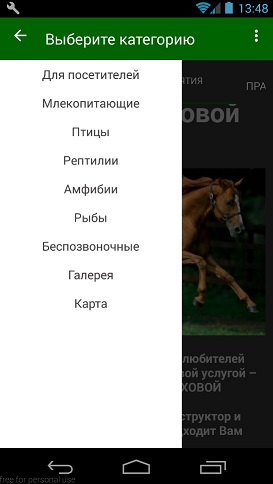 13:48
Выберите категорию
Для посетителей
Млекопитающие
Птицы
Рептилии
Амфибии
Рыбы
Беспозвоночные
Галерея
Карта
ятия
ПРА
ОВОЙ
любителей
вой услугой –
ХОВОЙ
структор и
дходит Вам
free for personal use